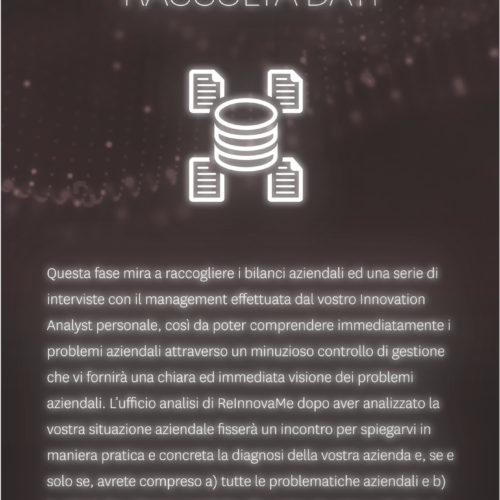 RACCOLTA DATI
Questa fase mira a raccogliere i bilanci aziendali ed una serie di
interviste con il management effettuata dal vostro Innovation
Analyst personale, così da poter comprendere immediatamente i
problemi aziendali attraverso un minuzioso controllo di gestione
che vi fornirà una chiara ed immediata visione dei problemi
aziendali. L'ufficio analisi di ReInnovaMe dopo aver analizzato la
vostra situazione aziendale fisserà un incontro per spiegarvi in
maniera pratica e concreta la diagnosi della vostra azienda e, se e
solo se, avrete compreso a) tutte le problematiche aziendali e b)